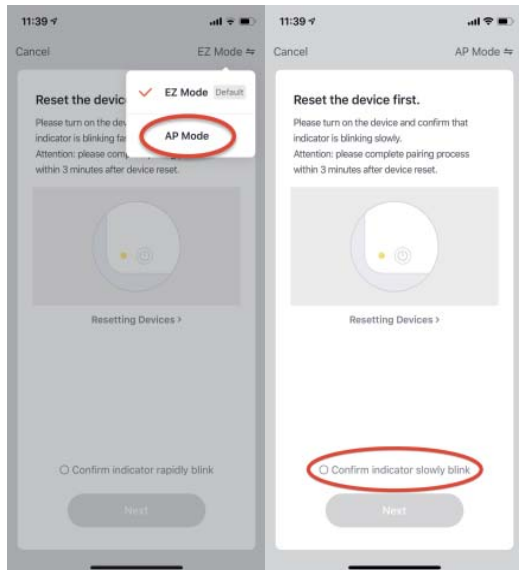 11:39
Cancel
EZ Mode
EZ Mode Default
AP Mode
Reset the devic
Please turn on the dev
indicator is blinking fa
Attention: please comp
within 3 minutes after device reset.
Resetting Devices >
Confirm indicator rapidly blink
Next
11:39
Cancel
AP Mode
Reset the device first.
Please turn on the device and confirm that
indicator is blinking slowly.
Attention: please complete pairing process
within 3 minutes after device reset.
Resetting Devices >
Confirm indicator slowly blink
Next